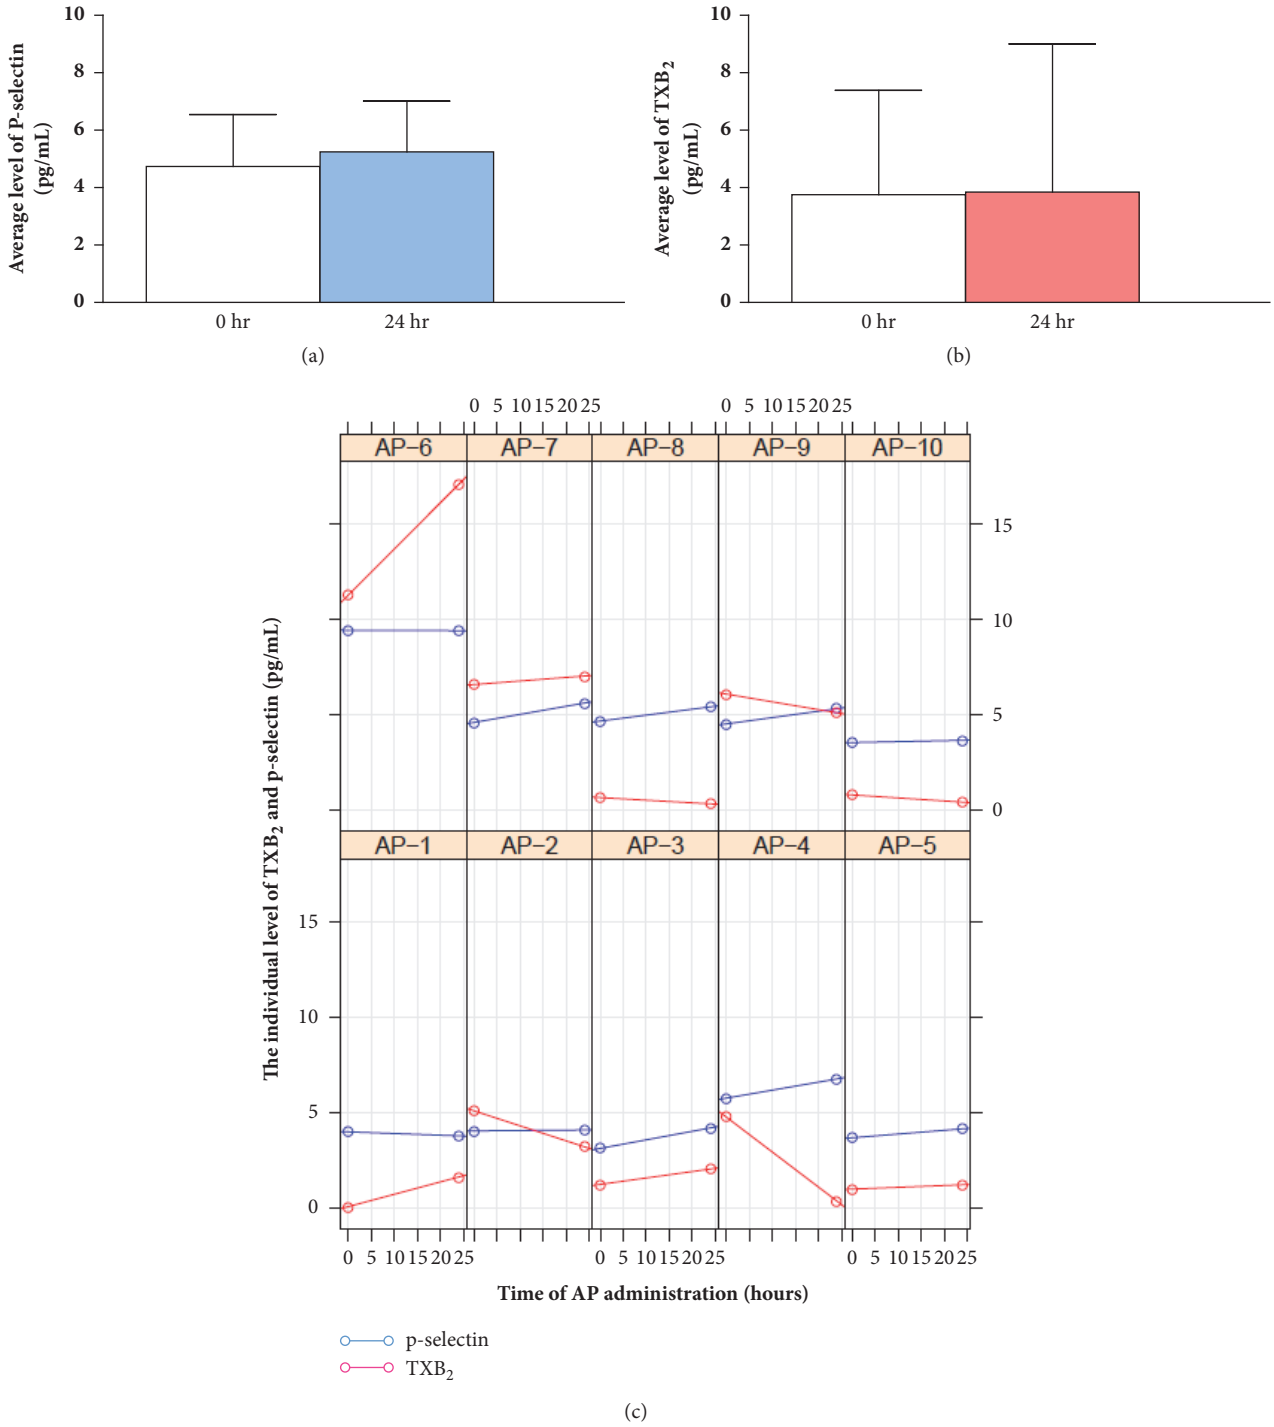 Average level of P-selectin
(pg/mL)
10
8
6
4
2
0
0 hr
24 hr
(a)
Average level of TXB₂
(pg/mL)
10
8
6
4
2
0
0 hr
24 hr
(b)
0 5 10 15 20 25
0 5 10 15 20 25
AP−6
AP−7
AP−8
AP−9
AP−10
15
10
5
0
AP−1
AP−2
AP−3
AP−4
AP−5
15
10
5
0
The individual level of TXB₂ and p-selectin (pg/mL)
0 5 10 15 20 25
0 5 10 15 20 25
0 5 10 15 20 25
Time of AP administration (hours)
p-selectin
TXB₂
(c)